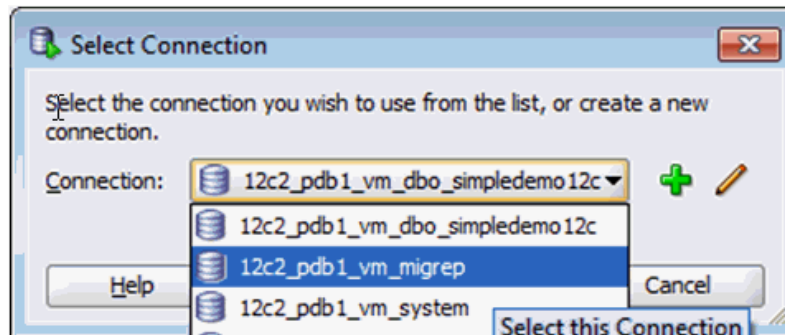 Select Connection
Select the connection you wish to use from the list, or create a new
connection.
Connection: 12c2_pdb1_vm_dbo_simpledemo12c
12c2_pdb1_vm_dbo_simpledemo12c
12c2_pdb1_vm_migrep
Help Cancel
12c2_pdb1_vm_system
Select this Connection